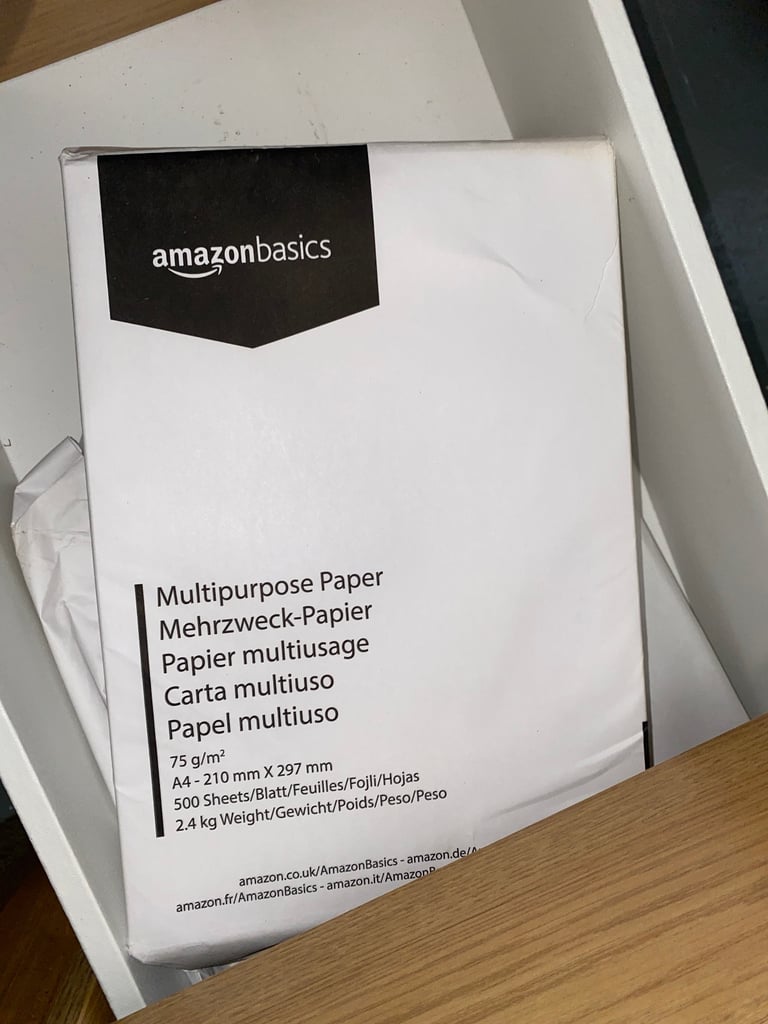 amazonbasics
Multipurpose Paper
Mehrzweck-Papier
Papier multiusage
Carta multiuso
Papel multiuso
75 g/m²
A4 - 210 mm X 297 mm
500 Sheets/Blatt/Feuilles/Fojli/Hojas
2.4 kg Weight/Gewicht/Poids/Peso/Peso
amazon.co.uk/AmazonBasics - amazon.de/
amazon.fr/AmazonBasics - amazon.it/Amazon